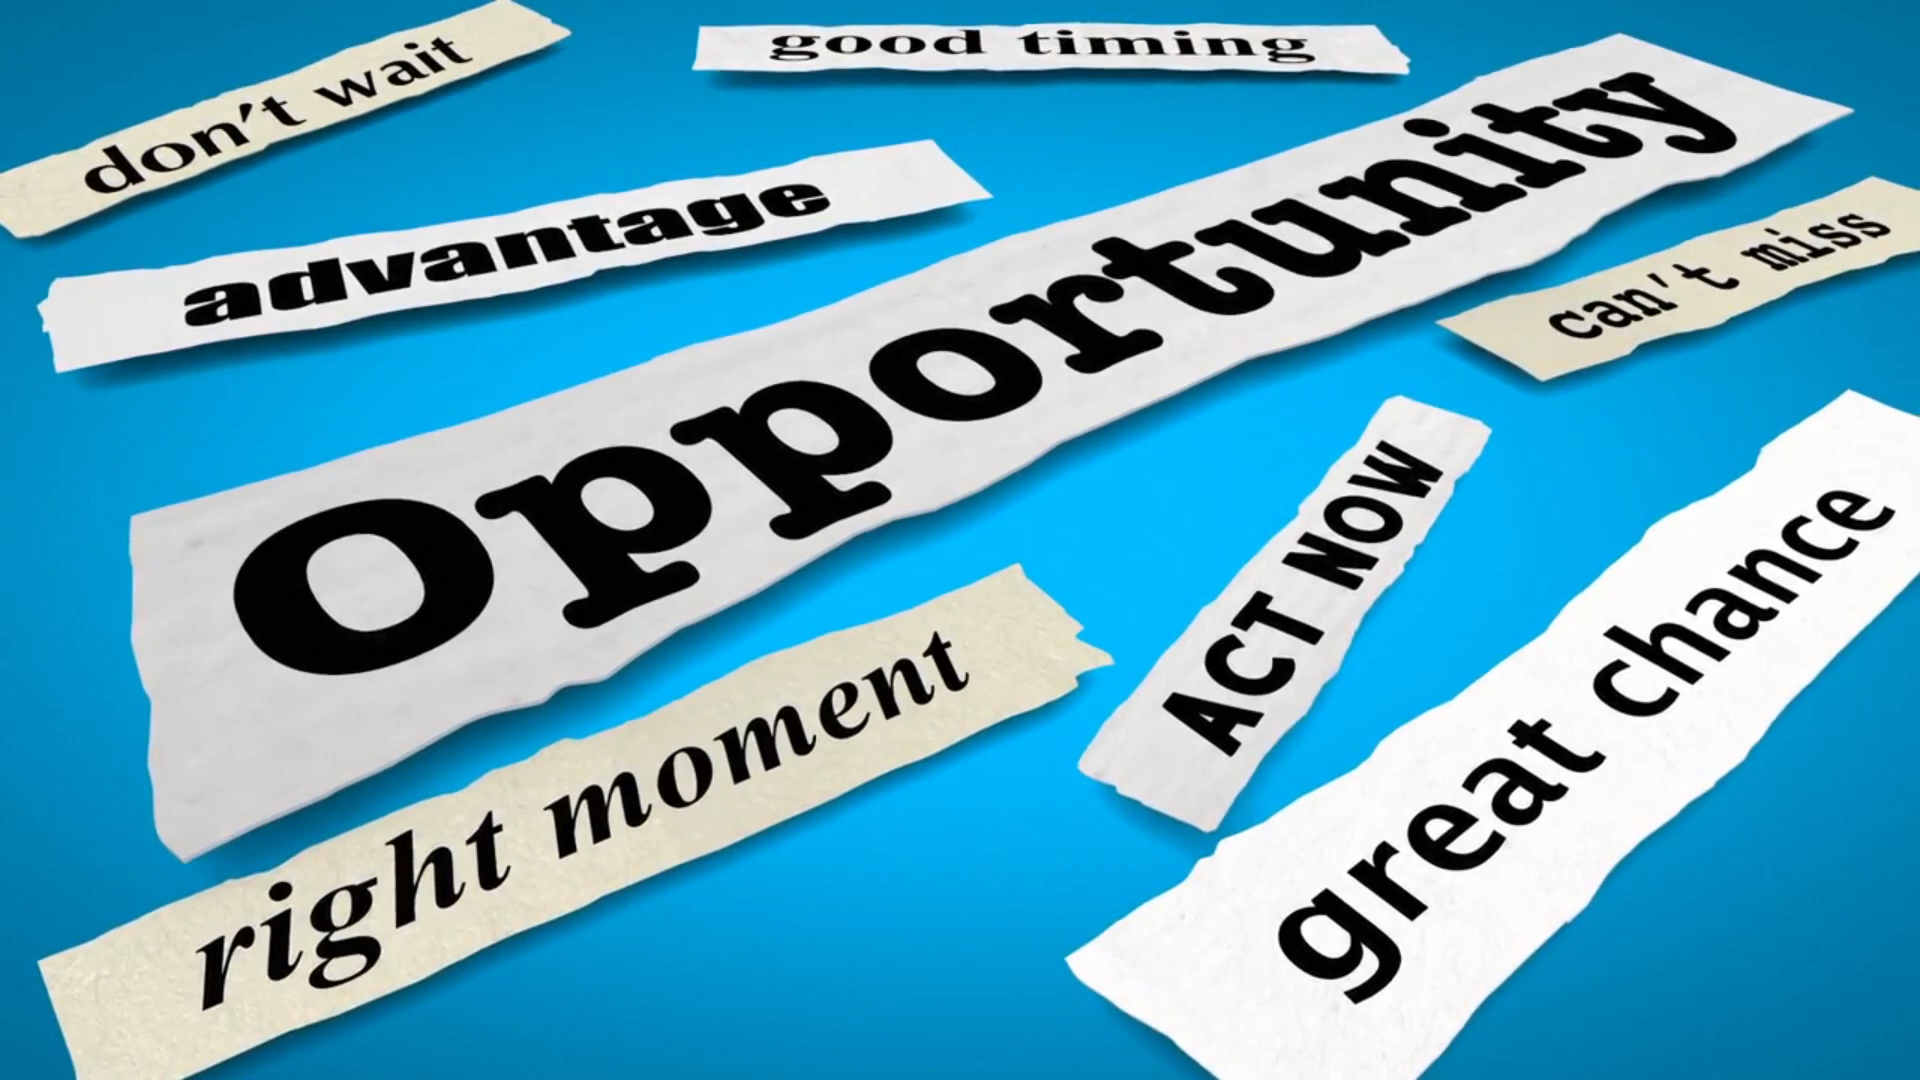 don't wait
good timing
advantage
Opportunity
can't miss
ACT NOW
great chance
right moment